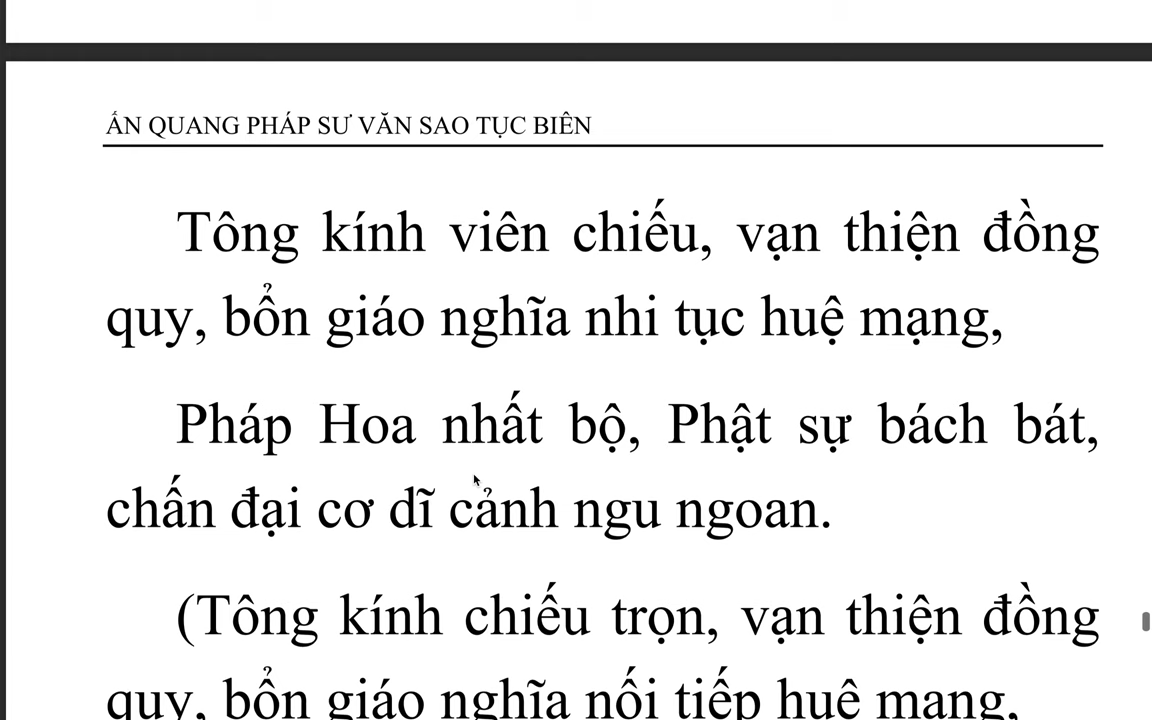 ẤN QUANG PHÁP SƯ VĂN SAO TỤC BIÊN
Tông kính viên chiếu, vạn thiện đồng
quy, bổn giáo nghĩa nhi tục huệ mạng,
Pháp Hoa nhất bộ, Phật sự bách bát,
chấn đại cơ dĩ cảnh ngu ngoan.
(Tông kính chiếu trọn, vạn thiện đồng
quy, bổn giáo nghĩa nối tiếp huệ mạng,